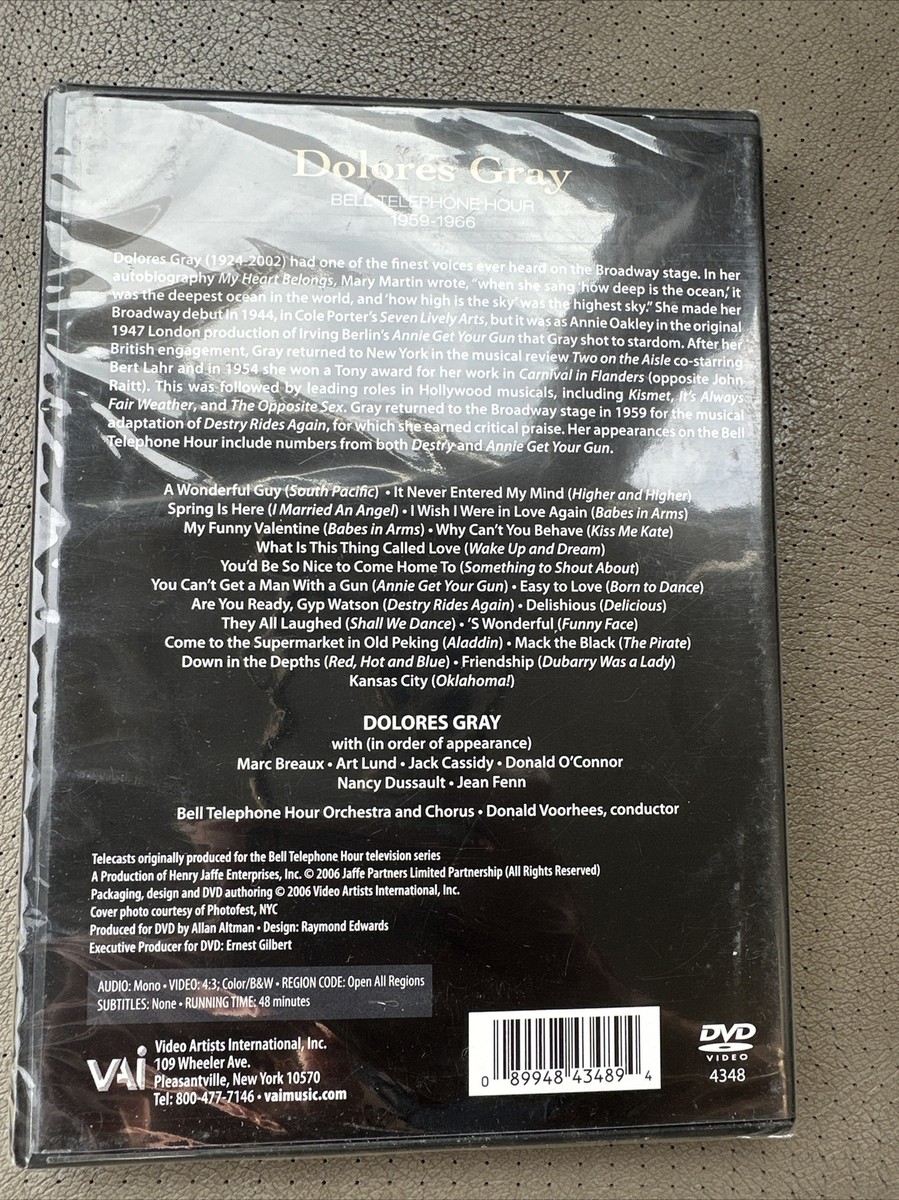 Dolores Gray
BELL TELEPHONE HOUR
1959-1966
Dolores Gray (1924-2002) had one of the finest voices ever heard on the Broadway stage. In her
autobiography My Heart Belongs, Mary Martin wrote, "when she sang 'how deep is the ocean,' it
was the deepest ocean in the world, and 'how high is the sky' was the highest sky." She made her
Broadway debut in 1944, in Cole Porter's Seven Lively Arts, but it was as Annie Oakley in the original
1947 London production of Irving Berlin's Annie Get Your Gun that Gray shot to stardom. After her
British engagement, Gray returned to New York in the musical review Two on the Aisle co-starring
Bert Lahr and in 1954 she won a Tony award for her work in Carnival in Flanders (opposite John
Raitt). This was followed by leading roles in Hollywood musicals, including Kismet, It's Always
Fair Weather, and The Opposite Sex. Gray returned to the Broadway stage in 1959 for the musical
adaptation of Destry Rides Again, for which she earned critical praise. Her appearances on the Bell
Telephone Hour include numbers from both Destry and Annie Get Your Gun.
A Wonderful Guy (South Pacific) • It Never Entered My Mind (Higher and Higher)
Spring Is Here (I Married An Angel) • I Wish I Were in Love Again (Babes in Arms)
My Funny Valentine (Babes in Arms) • Why Can't You Behave (Kiss Me Kate)
What Is This Thing Called Love (Wake Up and Dream)
You'd Be So Nice to Come Home To (Something to Shout About)
You Can't Get a Man With a Gun (Annie Get Your Gun) • Easy to Love (Born to Dance)
Are You Ready, Gyp Watson (Destry Rides Again) • Delishious (Delicious)
They All Laughed (Shall We Dance) • 'S Wonderful (Funny Face)
Come to the Supermarket in Old Peking (Aladdin) • Mack the Black (The Pirate)
Down in the Depths (Red, Hot and Blue) • Friendship (Dubarry Was a Lady)
Kansas City (Oklahoma!)
DOLORES GRAY
with (in order of appearance)
Marc Breaux • Art Lund • Jack Cassidy • Donald O'Connor
Nancy Dussault • Jean Fenn
Bell Telephone Hour Orchestra and Chorus • Donald Voorhees, conductor
Telecasts originally produced for the Bell Telephone Hour television series
A Production of Henry Jaffe Enterprises, Inc. © 2006 Jaffe Partners Limited Partnership (All Rights Reserved)
Packaging, design and DVD authoring © 2006 Video Artists International, Inc.
Cover photo courtesy of Photofest, NYC
Produced for DVD by Allan Altman • Design: Raymond Edwards
Executive Producer for DVD: Ernest Gilbert
AUDIO: Mono • VIDEO: 4:3; Color/B&W • REGION CODE: Open All Regions
SUBTITLES: None • RUNNING TIME: 48 minutes
VAI
Video Artists International, Inc.
109 Wheeler Ave.
Pleasantville, New York 10570
Tel: 800-477-7146 • vaimusic.com
0 89948 43489 4
DVD
VIDEO
4348